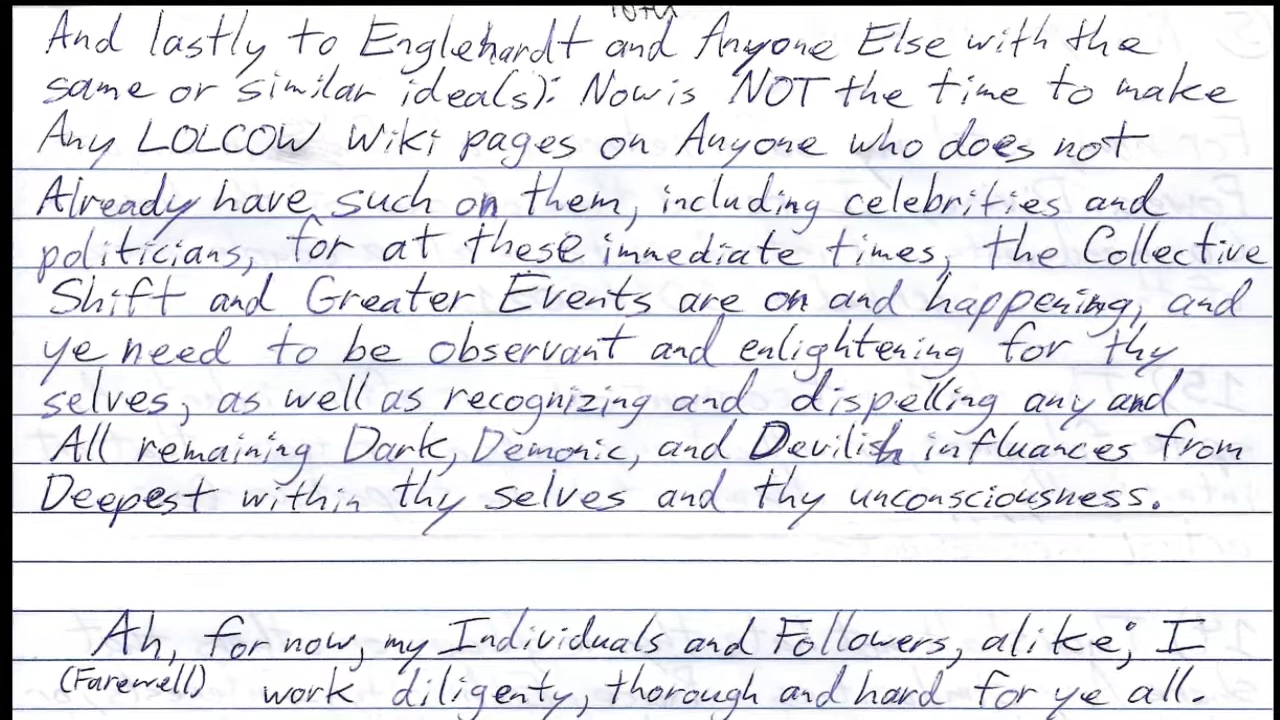 And lastly to Englehardt and Anyone Else with the
same or similar idea(s): Now is NOT the time to make
Any LOLCOW Wiki pages on Anyone who does not
Already have such on them, including celebrities and
politicians, for at these immediate times, the Collective
Shift and Greater Events are on and happening, and
ye need to be observant and enlightening for thy
selves, as well as recognizing and dispelling any and
All remaining Dark, Demonic, and Devilish influances from
Deepest within thy selves and thy unconsciousness.
Ah, for now, my Individuals and Followers, alike; I
(Farewell) work diligenty, thorough and hard for ye all.